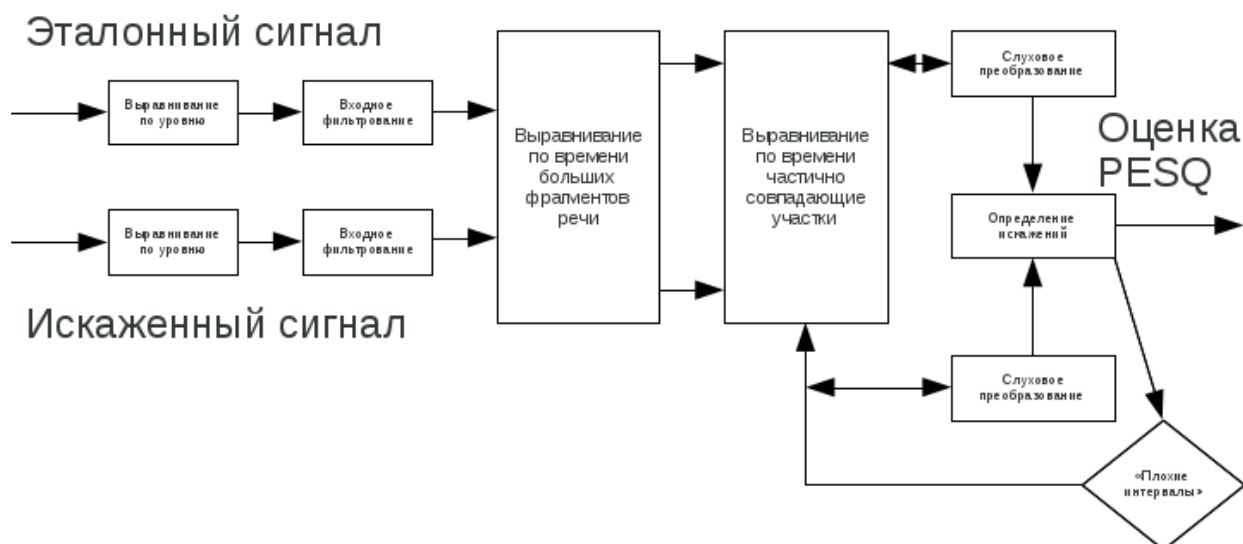 Эталонный сигнал
Выравнивание
по уровню
Входное
фильтрование
Выравнивание
по уровню
Входное
фильтрование
Искаженный сигнал
Выравнивание
по времени
больших
фрагментов
речи
Выравнивание
по времени
частично
совпадающие
участки
Слуховое
преобразование
Оценка
PESQ
Определение
искажений
Слуховое
преобразование
«Плохие
интервалы»